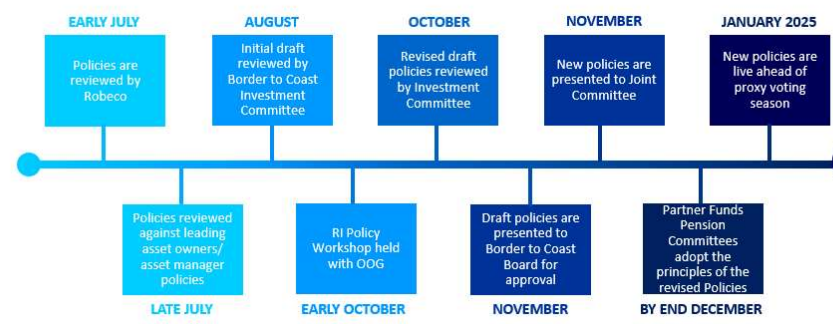 EARLY JULY
Policies are
reviewed by
Robeco
AUGUST
Initial draft
reviewed by
Border to Coast
Investment
Committee
OCTOBER
Revised draft
policies reviewed
by Investment
Committee
NOVEMBER
New policies are
presented to Joint
Committee
JANUARY 2025
New policies are
live ahead of
proxy voting
season
Policies reviewed
against leading
asset owners/
asset manager
policies
LATE JULY
RI Policy
Workshop held
with OOG
EARLY OCTOBER
Draft policies are
presented to
Border to Coast
Board for
approval
NOVEMBER
Partner Funds
Pension
Committees
adopt the
principles of the
revised Policies
BY END DECEMBER